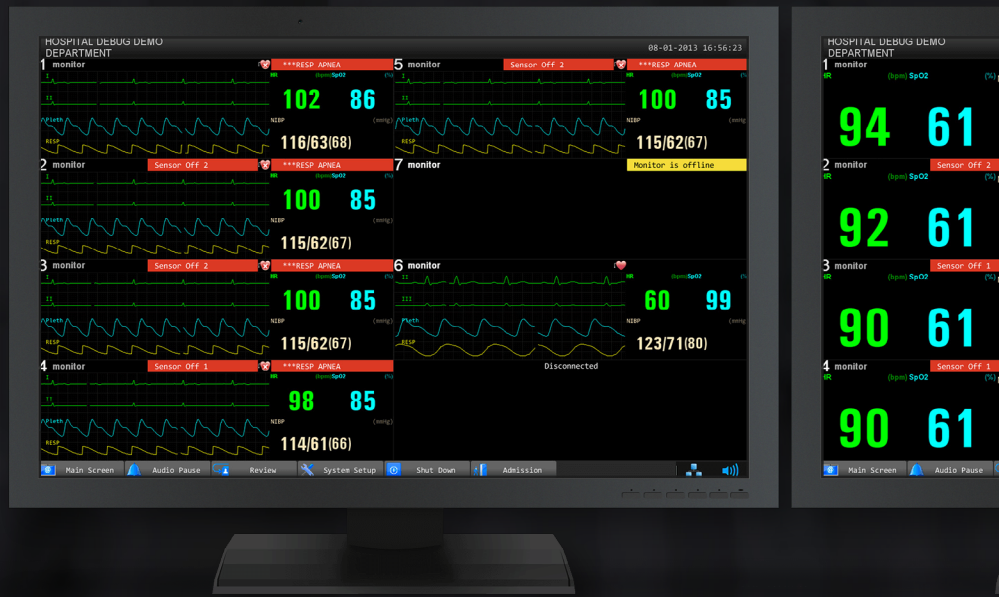 HOSPITAL DEBUG DEMO
DEPARTMENT
08-01-2013 16:56:23
1 monitor
***RESP APNEA
I
II
Pleth
RESP
HR (bpm) SpO2 (%)
102 86
NIBP (mmHg)
116/63(68)
5 monitor
Sensor Off 2
***RESP APNEA
I
II
Pleth
RESP
HR (bpm) SpO2 (%)
100 85
NIBP (mmHg)
115/62(67)
2 monitor
Sensor Off 2
***RESP APNEA
I
II
Pleth
RESP
HR (bpm) SpO2 (%)
100 85
NIBP (mmHg)
115/62(67)
7 monitor
Monitor is offline
3 monitor
Sensor Off 2
***RESP APNEA
I
II
Pleth
RESP
HR (bpm) SpO2 (%)
100 85
NIBP (mmHg)
115/62(67)
6 monitor
II
III
Pleth
RESP
HR (bpm) SpO2 (%)
60 99
NIBP (mmHg)
123/71(80)
4 monitor
Sensor Off 1
***RESP APNEA
I
II
Pleth
RESP
HR (bpm) SpO2 (%)
98 85
NIBP (mmHg)
114/61(66)
Disconnected
Main Screen Audio Pause Review System Setup Shut Down Admission
HOSPITAL DEBUG DEMO
DEPARTMENT
1 monitor
HR (bpm) SpO2 (%)
94 61
2 monitor
Sensor Off 2
HR (bpm) SpO2 (%)
92 61
3 monitor
Sensor Off 1
HR (bpm) SpO2 (%)
90 61
4 monitor
Sensor Off 1
HR (bpm) SpO2 (%)
90 61
Main Screen Audio Pause